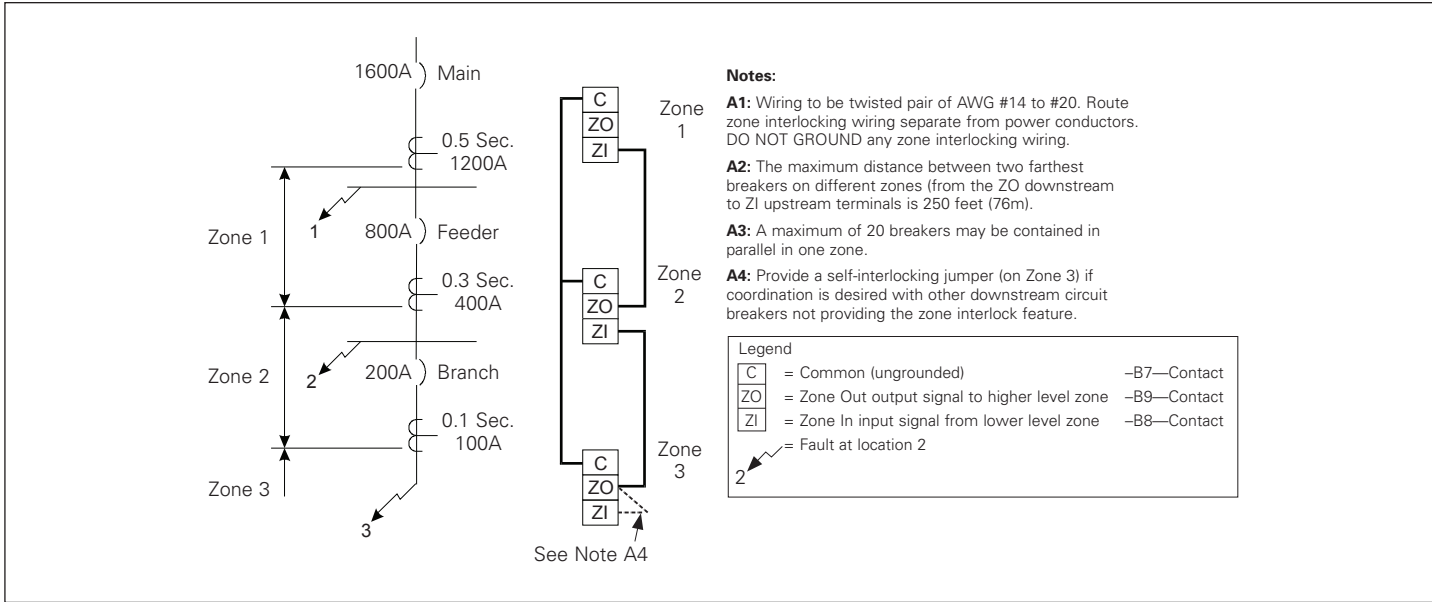 1600A Main
0.5 Sec.
1200A
Zone 1
1
800A Feeder
0.3 Sec.
400A
Zone 2
2
200A Branch
0.1 Sec.
100A
Zone 3
3
C
ZO
ZI
Zone
1
C
ZO
ZI
Zone
2
C
ZO
ZI
Zone
3
See Note A4
Notes:
A1: Wiring to be twisted pair of AWG #14 to #20. Route
zone interlocking wiring separate from power conductors.
DO NOT GROUND any zone interlocking wiring.
A2: The maximum distance between two farthest
breakers on different zones (from the ZO downstream
to ZI upstream terminals is 250 feet (76m).
A3: A maximum of 20 breakers may be contained in
parallel in one zone.
A4: Provide a self-interlocking jumper (on Zone 3) if
coordination is desired with other downstream circuit
breakers not providing the zone interlock feature.
Legend
C = Common (ungrounded) –B7—Contact
ZO = Zone Out output signal to higher level zone –B9—Contact
ZI = Zone In input signal from lower level zone –B8—Contact
2 = Fault at location 2